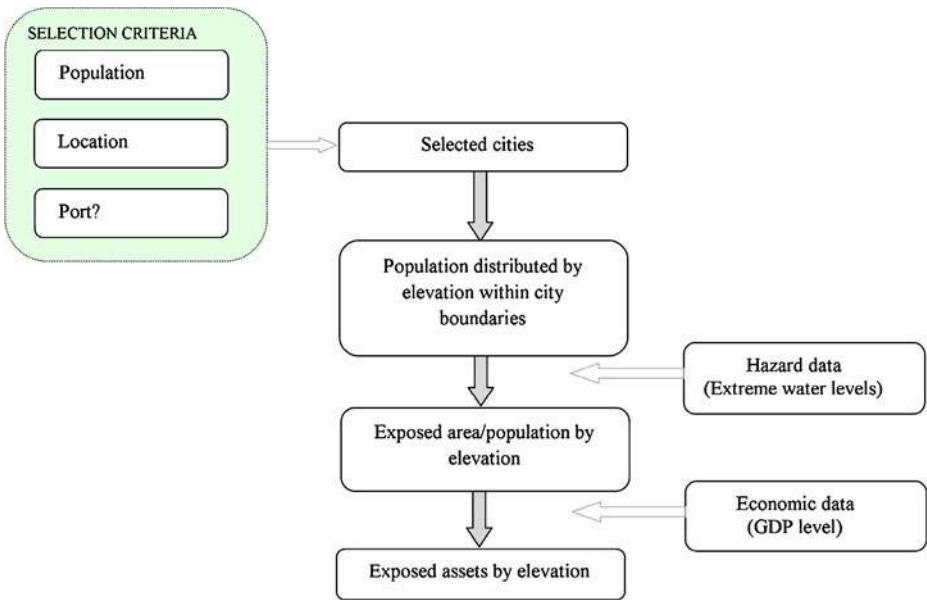 SELECTION CRITERIA
Population
Location
Port?
Selected cities
Population distributed by
elevation within city
boundaries
Hazard data
(Extreme water levels)
Exposed area/population by
elevation
Economic data
(GDP level)
Exposed assets by elevation